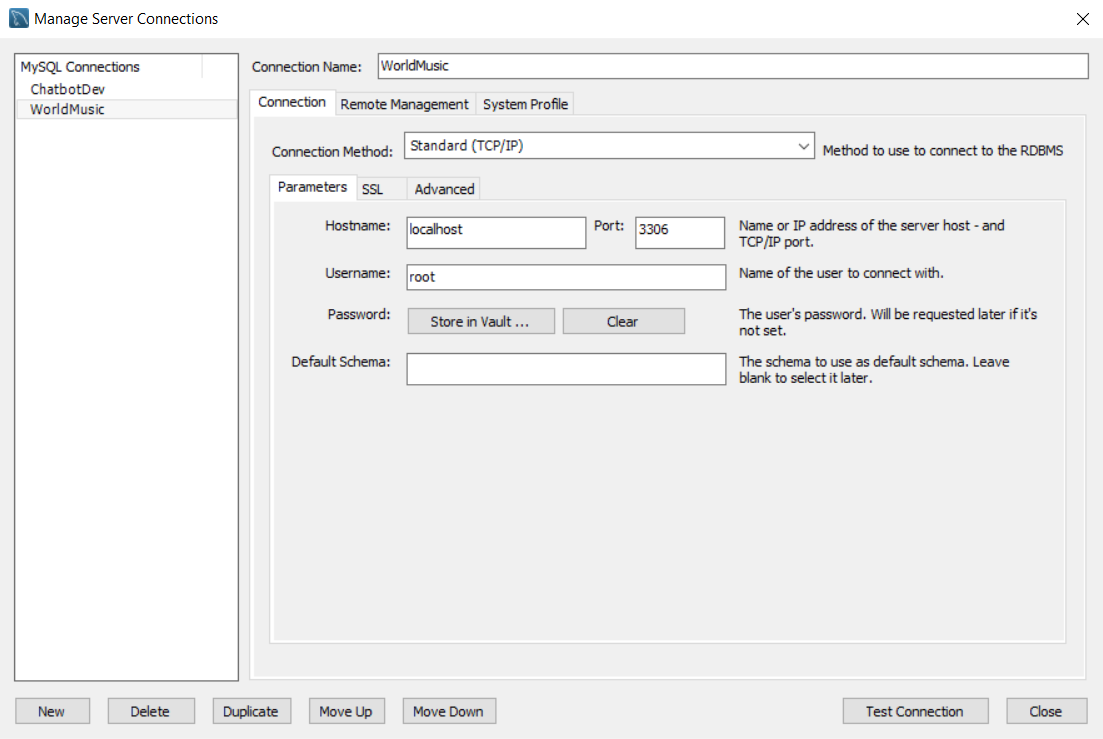 Manage Server Connections
MySQL Connections
ChatbotDev
WorldMusic
Connection Name: WorldMusic
Connection Remote Management System Profile
Connection Method: Standard (TCP/IP) Method to use to connect to the RDBMS
Parameters SSL Advanced
Hostname: localhost Port: 3306 Name or IP address of the server host - and
TCP/IP port.
Username: root Name of the user to connect with.
Password: Store in Vault ... Clear The user's password. Will be requested later if it's
not set.
Default Schema: The schema to use as default schema. Leave
blank to select it later.
New Delete Duplicate Move Up Move Down Test Connection Close